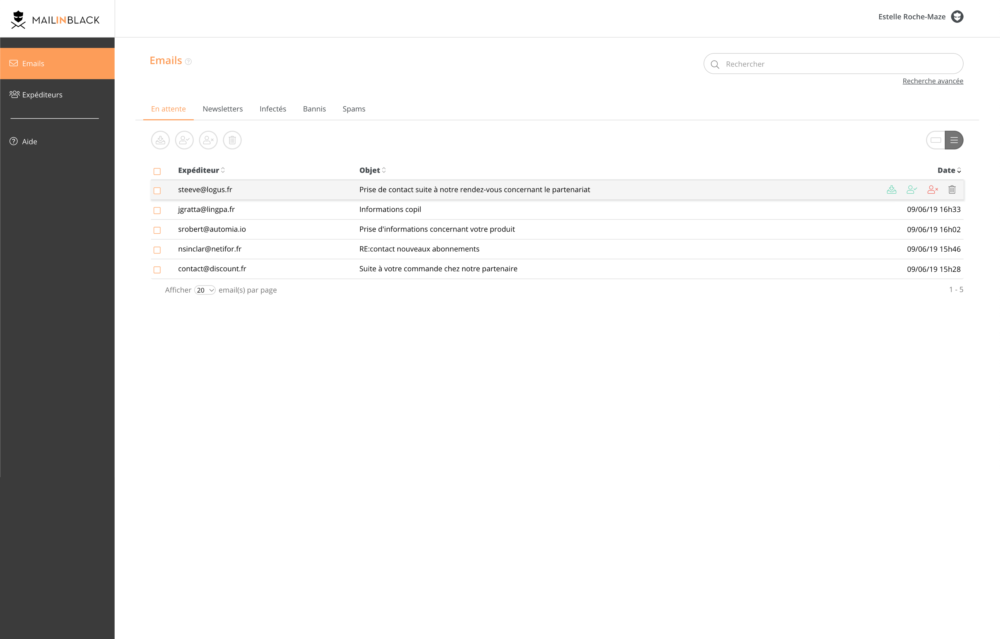 MAILINBLACK
Estelle Roche-Maze
Emails
Expéditeurs
Aide
Emails ?
Rechercher
Recherche avancée
En attente Newsletters Infectés Bannis Spams
Expéditeur Objet Date
steeve@logus.fr Prise de contact suite à notre rendez-vous concernant le partenariat
jgratta@lingpa.fr Informations copil 09/06/19 16h33
srobert@automia.io Prise d'informations concernant votre produit 09/06/19 16h02
nsinclar@netifor.fr RE:contact nouveaux abonnements 09/06/19 15h46
contact@discount.fr Suite à votre commande chez notre partenaire 09/06/19 15h28
Afficher 20 email(s) par page 1 - 5